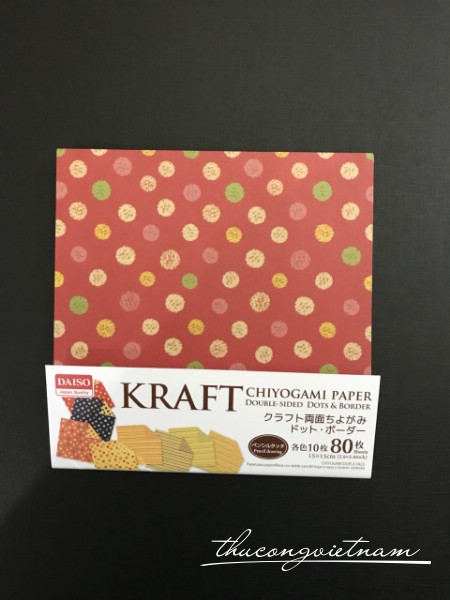 DAISO
Japan Quality
KRAFT
CHIYOGAMI PAPER
DOUBLE-SIDED DOTS & BORDER
クラフト両面ちよがみ
ドット・ボーダー
ペンシルタッチ
Pencil drawing
各色10枚 80枚
Sheets
15×15cm
thucongvietnam